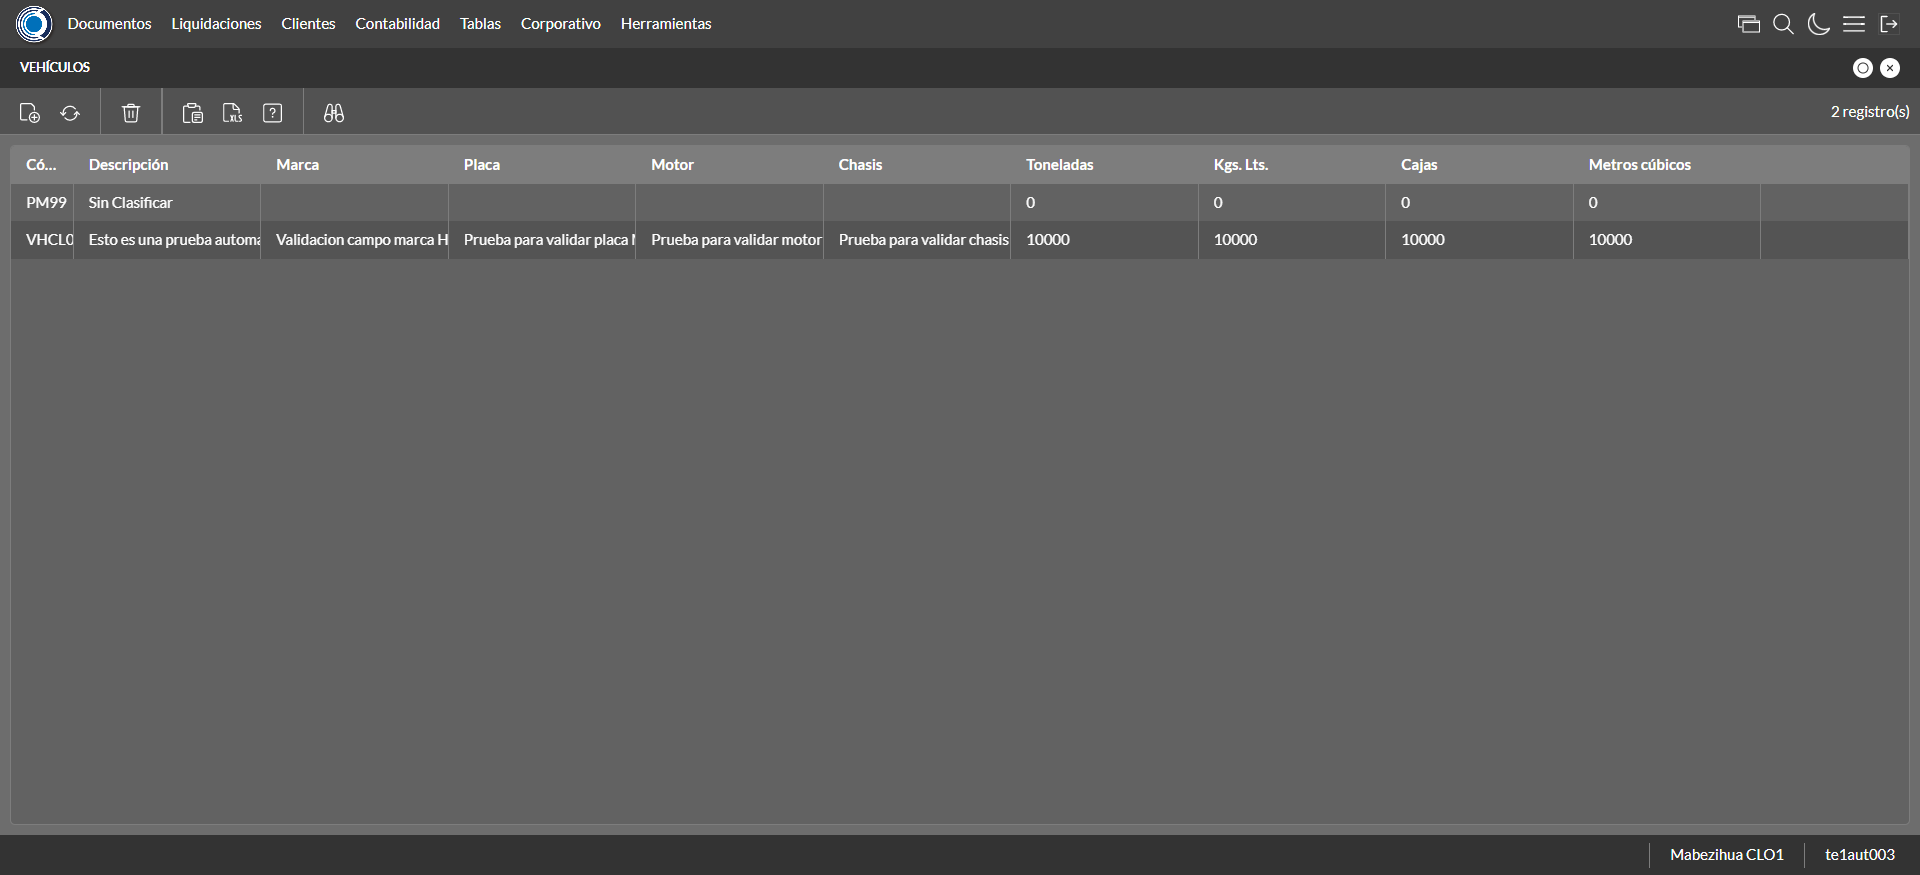 Documentos Liquidaciones Clientes Contabilidad Tablas Corporativo Herramientas
VEHÍCULOS
XLS ? 2 registro(s)
Có... Descripción Marca Placa Motor Chasis Toneladas Kgs. Lts. Cajas Metros cúbicos
PM99 Sin Clasificar 0 0 0 0
VHCL0 Esto es una prueba automa Validacion campo marca H Prueba para validar placa Prueba para validar motor Prueba para validar chasis 10000 10000 10000 10000
Mabezihua CLO1 te1aut003